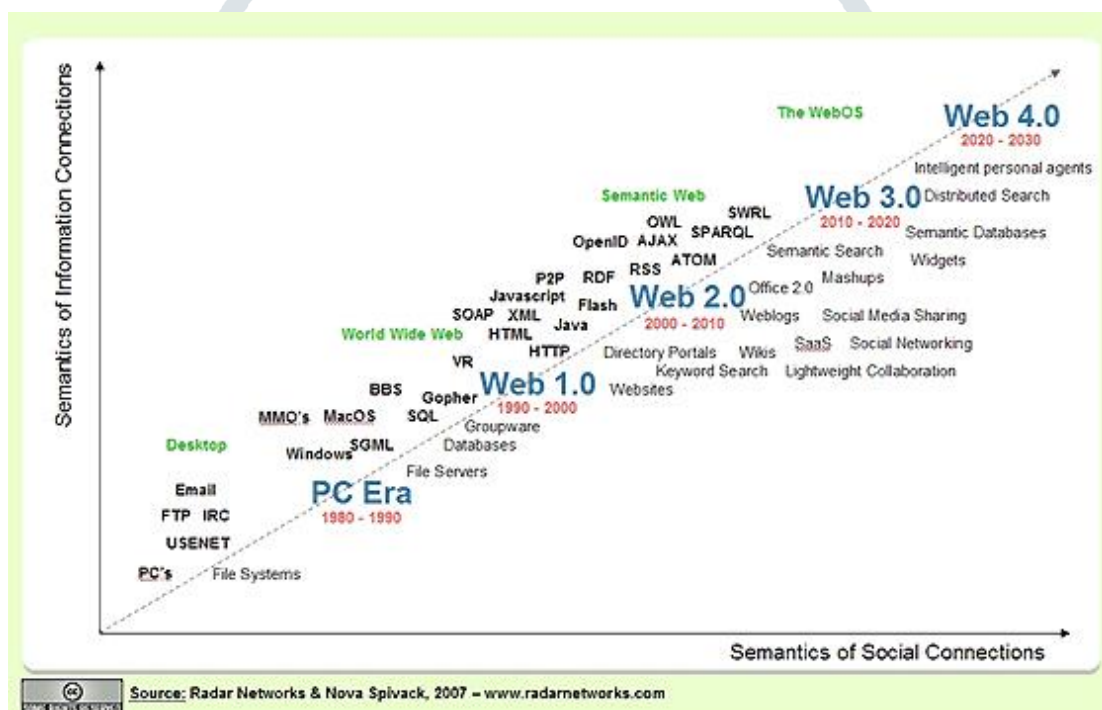 Semantics of Information Connections
The WebOS
Web 4.0
2020 - 2030
Intelligent personal agents
Semantic Web
Web 3.0
Distributed Search
2010 - 2020
SWRL
OWL
SPARQL
Semantic Databases
OpenID AJAX
Semantic Search
Widgets
ATOM
P2P RDF RSS
Mashups
Javascript
Flash
Web 2.0
Office 2.0
SOAP XML
Java
2000 - 2010
Weblogs
Social Media Sharing
World Wide Web
HTML
SaaS
Social Networking
HTTP
Directory Portals
Wikis
VR
Keyword Search
Lightweight Collaboration
Web 1.0
Websites
BBS
Gopher
1990 - 2000
MMO's
MacOS
SQL
Groupware
Desktop
SGML
Databases
Windows
File Servers
Email
PC Era
1980 - 1990
FTP IRC
USENET
PC's
File Systems
Semantics of Social Connections
cc
SOME RIGHTS RESERVED
Source: Radar Networks & Nova Spivack, 2007 – www.radarnetworks.com